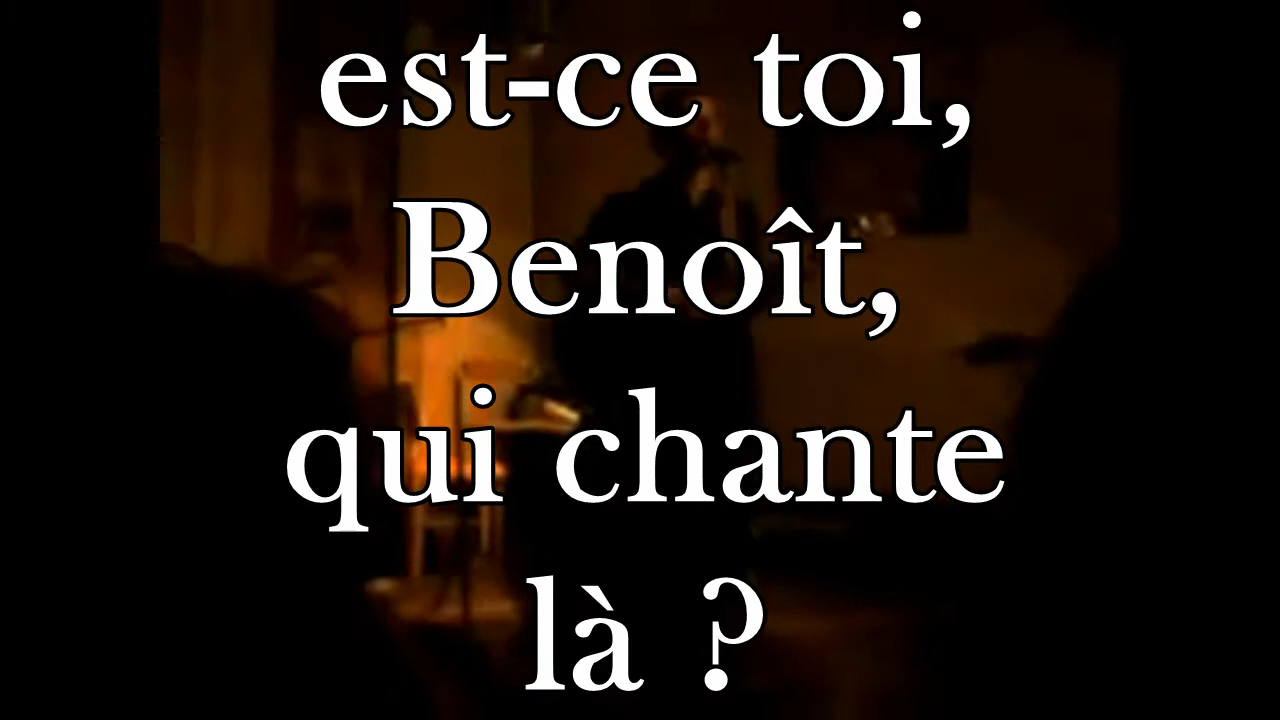 est-ce toi,
Benoît,
qui chante
là ?